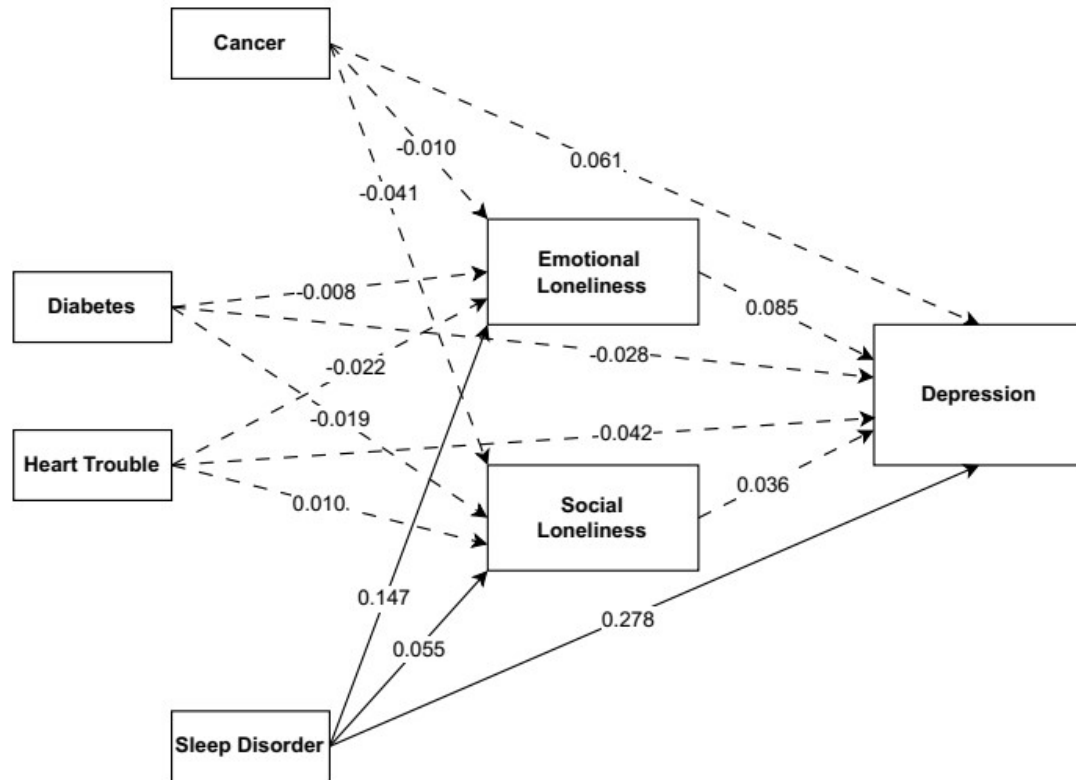 Cancer
-0.010
0.061
-0.041
Emotional
Loneliness
Diabetes
-0.008
0.085
-0.028
-0.022
Depression
-0.019
-0.042
Heart Trouble
0.010.
Social
Loneliness
0.036
0.147
0.278
0.055
Sleep Disorder